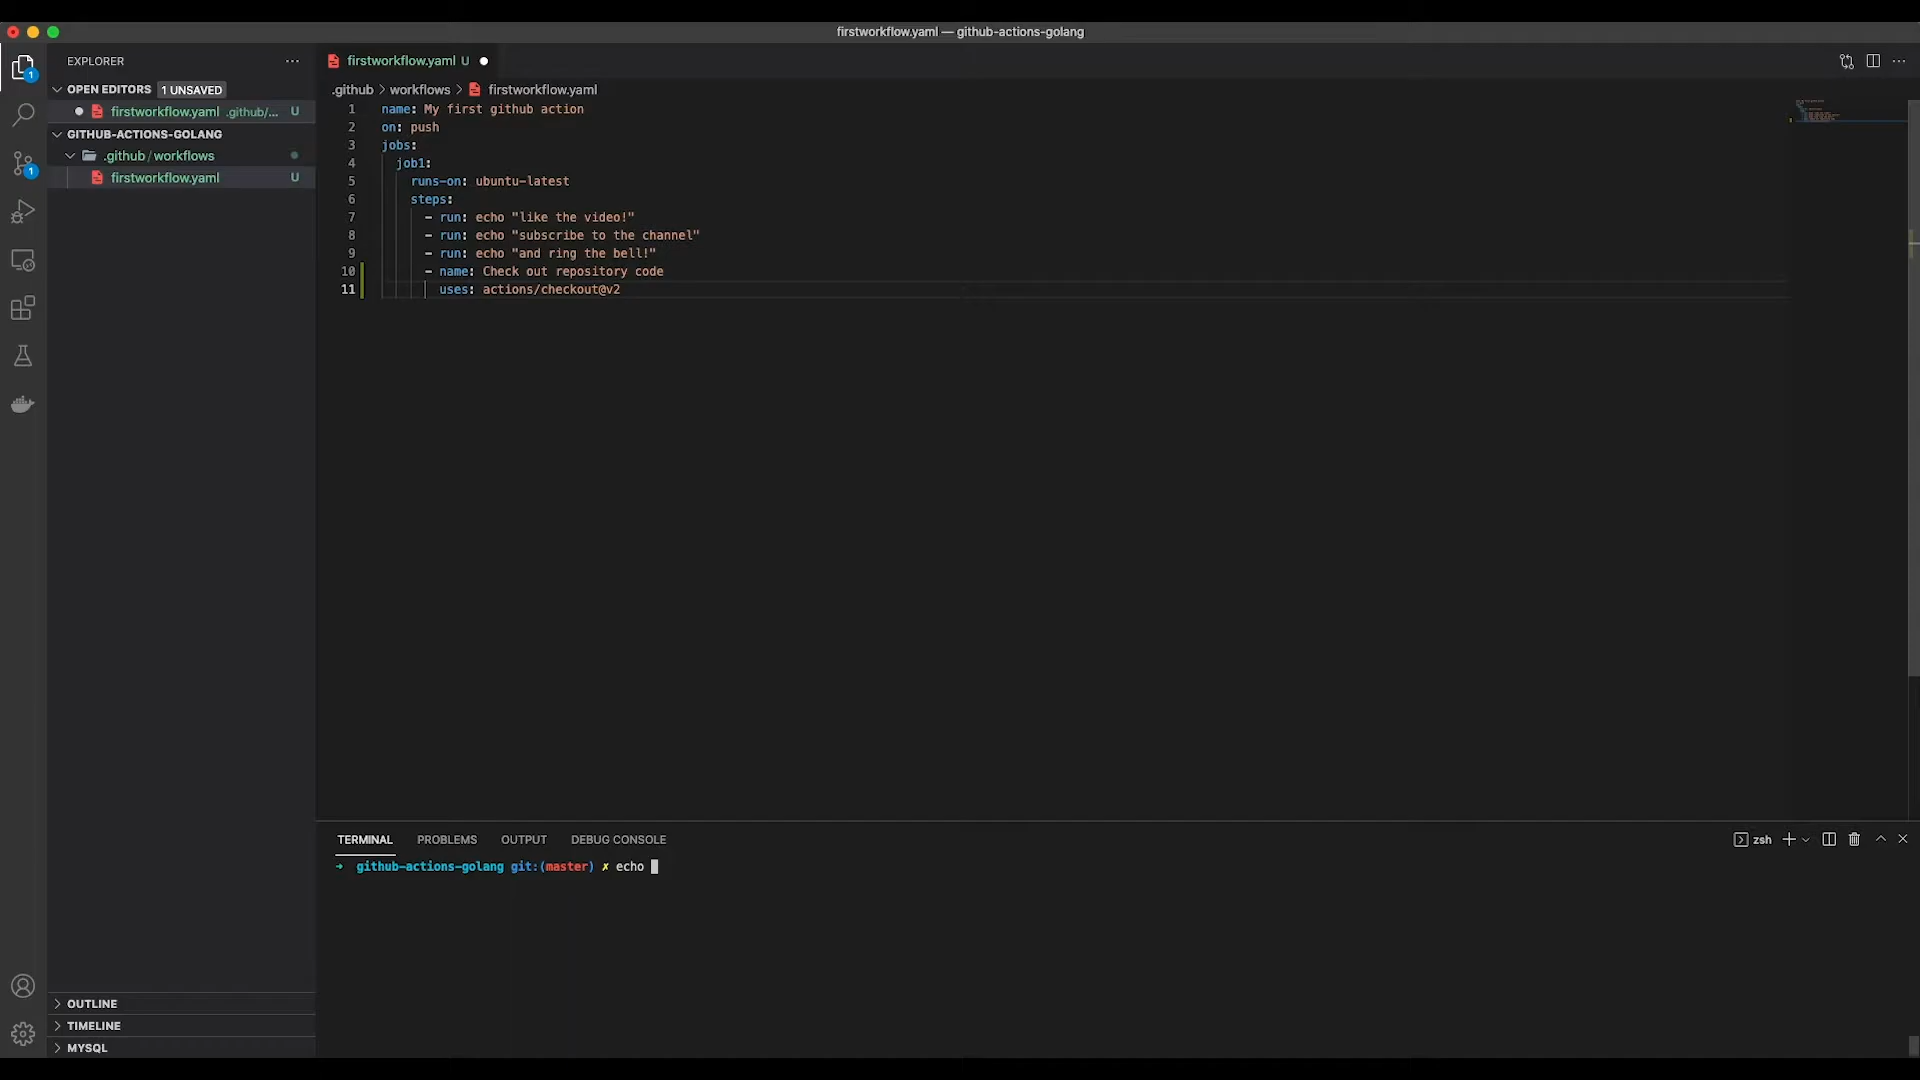 firstworkflow.yaml — github-actions-golang
EXPLORER
firstworkflow.yaml U
OPEN EDITORS 1 UNSAVED
firstworkflow.yaml .github/... U
GITHUB-ACTIONS-GOLANG
.github / workflows
firstworkflow.yaml U
.github > workflows > firstworkflow.yaml
1 name: My first github action
2 on: push
3 jobs:
4 job1:
5 runs-on: ubuntu-latest
6 steps:
7 - run: echo "like the video!"
8 - run: echo "subscribe to the channel"
9 - run: echo "and ring the bell!"
10 - name: Check out repository code
11 uses: actions/checkout@v2
1
1
TERMINAL PROBLEMS OUTPUT DEBUG CONSOLE
zsh
➜ github-actions-golang git:(master) ✗ echo
OUTLINE
TIMELINE
MYSQL